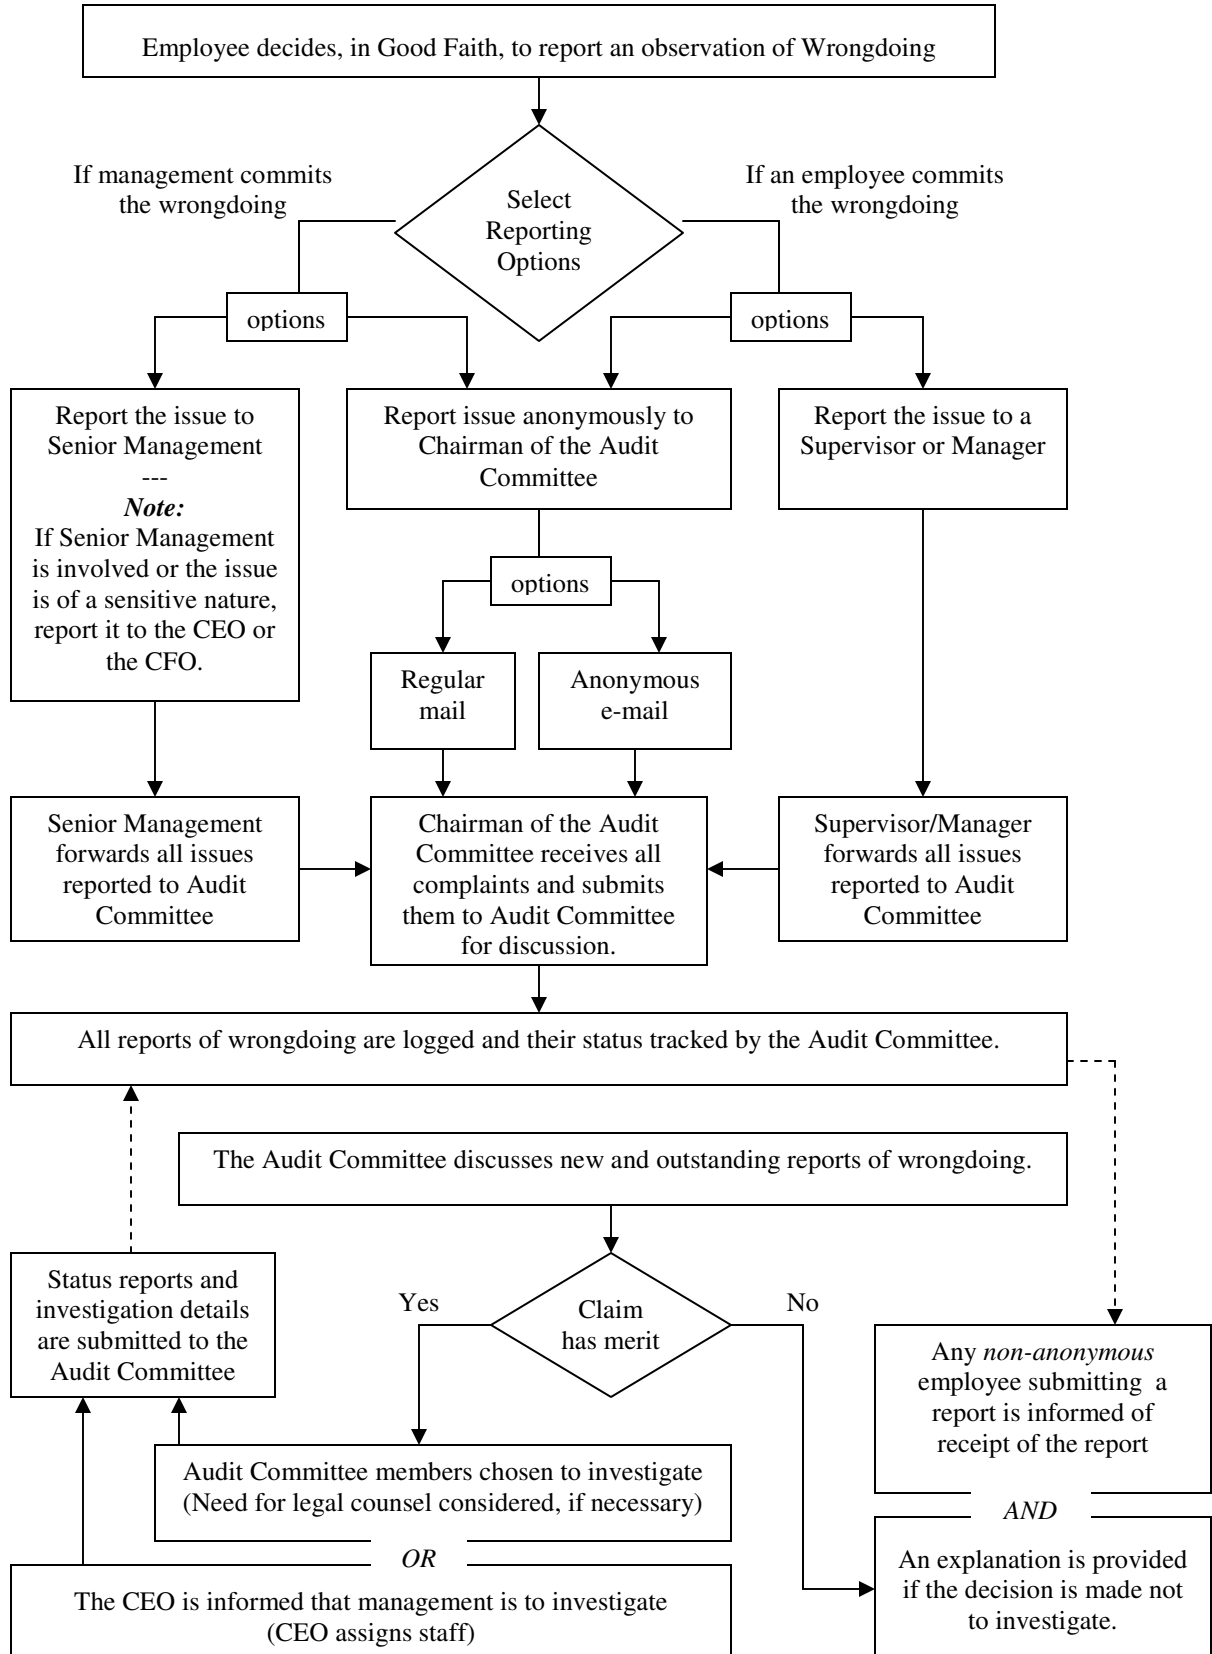 Employee decides, in Good Faith, to report an observation of Wrongdoing
If management commits
the wrongdoing
Select
Reporting
Options
If an employee commits
the wrongdoing
options
options
Report the issue to
Senior Management
---
Note:
If Senior Management
is involved or the issue
is of a sensitive nature,
report it to the CEO or
the CFO.
Report issue anonymously to
Chairman of the Audit
Committee
Report the issue to a
Supervisor or Manager
options
Regular
mail
Anonymous
e-mail
Senior Management
forwards all issues
reported to Audit
Committee
Chairman of the Audit
Committee receives all
complaints and submits
them to Audit Committee
for discussion.
Supervisor/Manager
forwards all issues
reported to Audit
Committee
All reports of wrongdoing are logged and their status tracked by the Audit Committee.
The Audit Committee discusses new and outstanding reports of wrongdoing.
Status reports and
investigation details
are submitted to the
Audit Committee
Yes
Claim
has merit
No
Any non-anonymous
employee submitting a
report is informed of
receipt of the report
Audit Committee members chosen to investigate
(Need for legal counsel considered, if necessary)
OR
The CEO is informed that management is to investigate
(CEO assigns staff)
AND
An explanation is provided
if the decision is made not
to investigate.